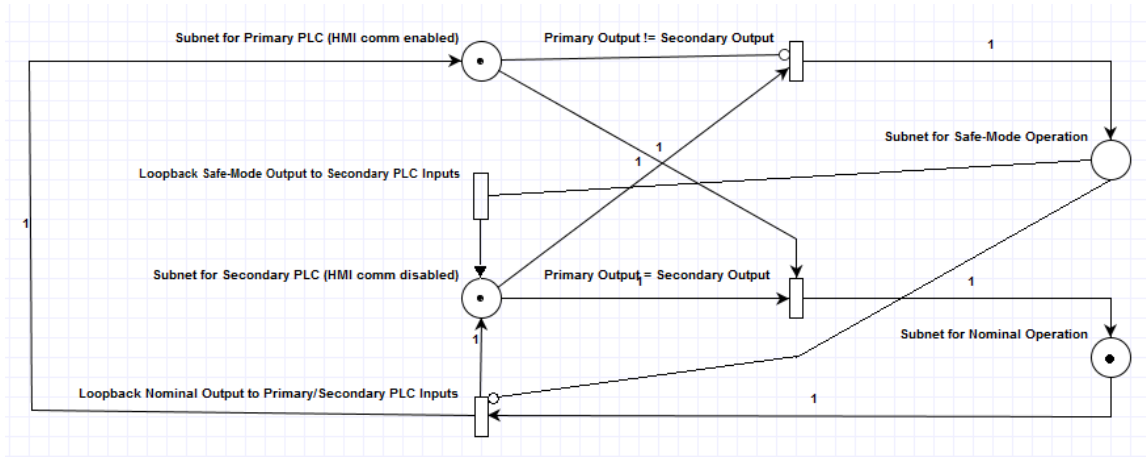 Subnet for Primary PLC (HMI comm enabled)
Primary Output != Secondary Output
1
Subnet for Safe-Mode Operation
1
1
Loopback Safe-Mode Output to Secondary PLC Inputs
1
Subnet for Secondary PLC (HMI comm disabled)
Primary Output = Secondary Output
1
1
Subnet for Nominal Operation
1
Loopback Nominal Output to Primary/Secondary PLC Inputs
1